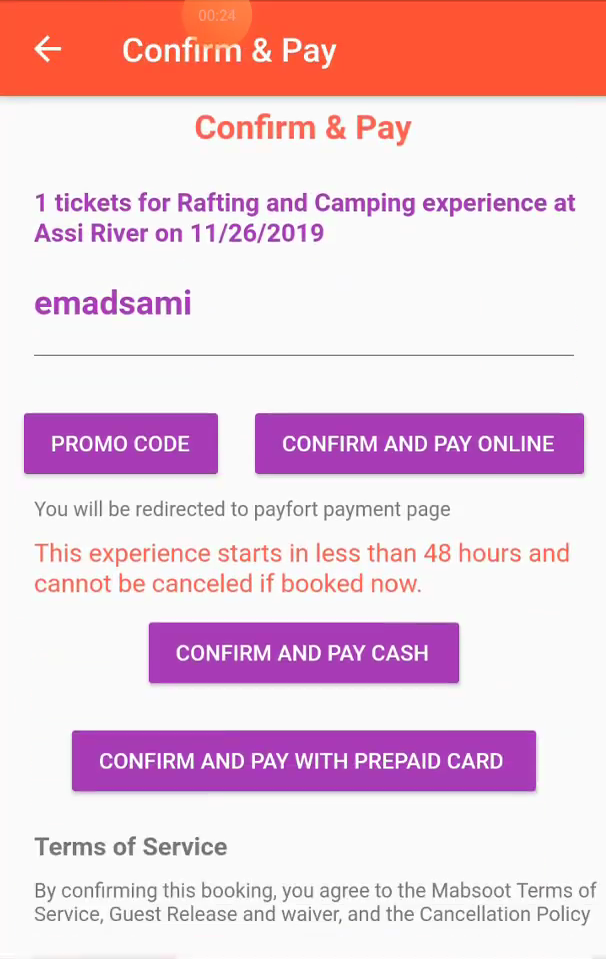 00:24
Confirm & Pay
Confirm & Pay
1 tickets for Rafting and Camping experience at
Assi River on 11/26/2019
emadsami
PROMO CODE
CONFIRM AND PAY ONLINE
You will be redirected to payfort payment page
This experience starts in less than 48 hours and
cannot be canceled if booked now.
CONFIRM AND PAY CASH
CONFIRM AND PAY WITH PREPAID CARD
Terms of Service
By confirming this booking, you agree to the Mabsoot Terms of
Service, Guest Release and waiver, and the Cancellation Policy